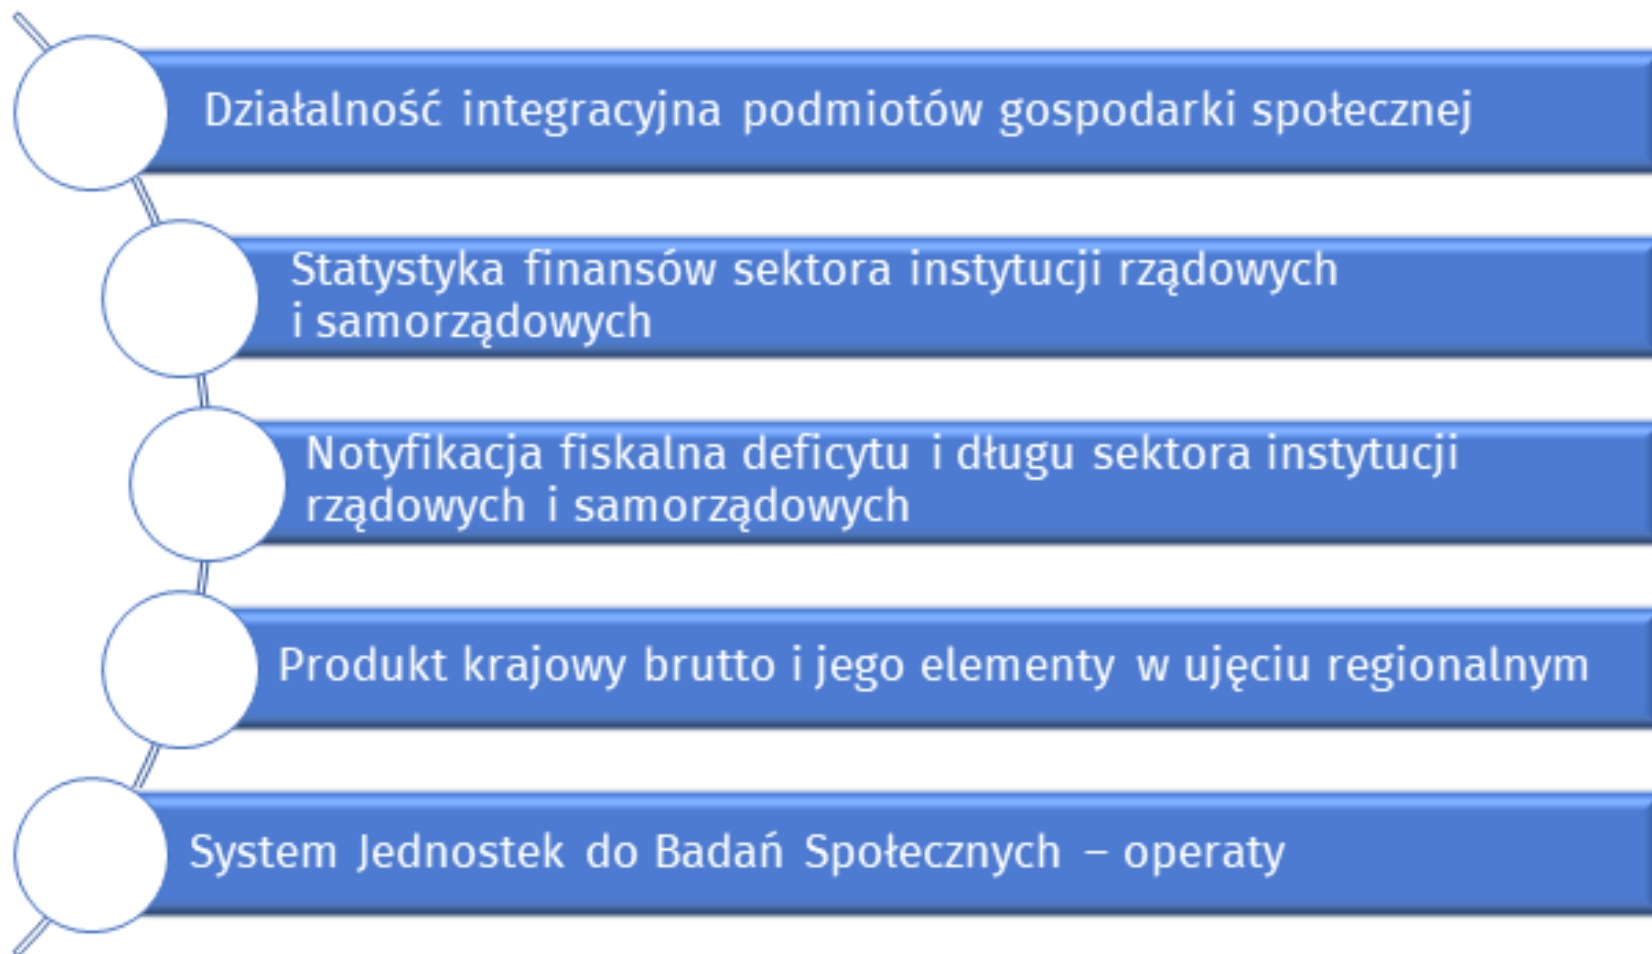 Działalność integracyjna podmiotów gospodarki społecznej
Statystyka finansów sektora instytucji rządowych
i samorządowych
Notyfikacja fiskalna deficytu i długu sektora instytucji
rządowych i samorządowych
Produkt krajowy brutto i jego elementy w ujęciu regionalnym
System Jednostek do Badań Społecznych – operaty